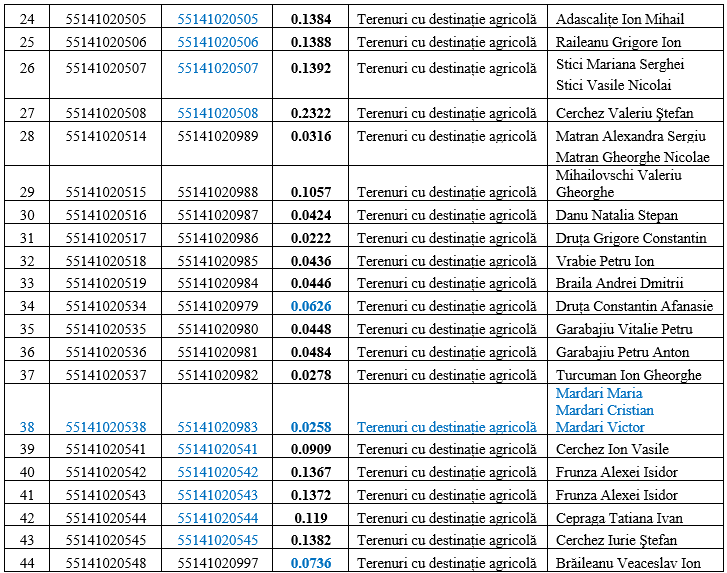 24 55141020505 55141020505 0.1384 Terenuri cu destinație agricolă Adascalițe Ion Mihail
25 55141020506 55141020506 0.1388 Terenuri cu destinație agricolă Raileanu Grigore Ion
26 55141020507 55141020507 0.1392 Terenuri cu destinație agricolă Stici Mariana Serghei
Stici Vasile Nicolai
27 55141020508 55141020508 0.2322 Terenuri cu destinație agricolă Cerchez Valeriu Ştefan
28 55141020514 55141020989 0.0316 Terenuri cu destinație agricolă Matran Alexandra Sergiu
Matran Gheorghe Nicolae
Mihailovschi Valeriu
29 55141020515 55141020988 0.1057 Terenuri cu destinație agricolă Gheorghe
30 55141020516 55141020987 0.0424 Terenuri cu destinație agricolă Danu Natalia Stepan
31 55141020517 55141020986 0.0222 Terenuri cu destinație agricolă Druța Grigore Constantin
32 55141020518 55141020985 0.0436 Terenuri cu destinație agricolă Vrabie Petru Ion
33 55141020519 55141020984 0.0446 Terenuri cu destinație agricolă Braila Andrei Dmitrii
34 55141020534 55141020979 0.0626 Terenuri cu destinație agricolă Druța Constantin Afanasie
35 55141020535 55141020980 0.0448 Terenuri cu destinație agricolă Garabajiu Vitalie Petru
36 55141020536 55141020981 0.0484 Terenuri cu destinație agricolă Garabajiu Petru Anton
37 55141020537 55141020982 0.0278 Terenuri cu destinație agricolă Turcuman Ion Gheorghe
Mardari Maria
Mardari Cristian
38 55141020538 55141020983 0.0258 Terenuri cu destinație agricolă Mardari Victor
39 55141020541 55141020541 0.0909 Terenuri cu destinație agricolă Cerchez Ion Vasile
40 55141020542 55141020542 0.1367 Terenuri cu destinație agricolă Frunza Alexei Isidor
41 55141020543 55141020543 0.1372 Terenuri cu destinație agricolă Frunza Alexei Isidor
42 55141020544 55141020544 0.119 Terenuri cu destinație agricolă Cepraga Tatiana Ivan
43 55141020545 55141020545 0.1382 Terenuri cu destinație agricolă Cerchez Iurie Ştefan
44 55141020548 55141020997 0.0736 Terenuri cu destinație agricolă Brăileanu Veaceslav Ion